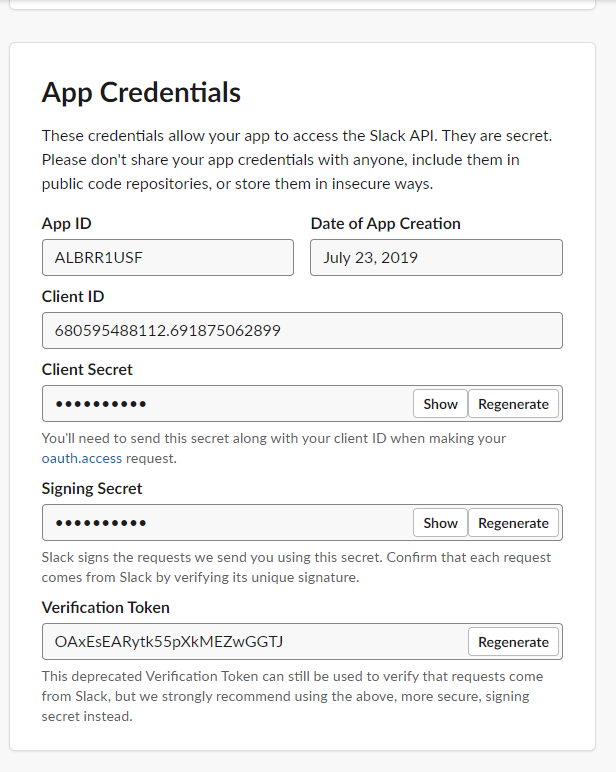 App Credentials
These credentials allow your app to access the Slack API. They are secret.
Please don't share your app credentials with anyone, include them in
public code repositories, or store them in insecure ways.
App ID
Date of App Creation
ALBRR1USF
July 23, 2019
Client ID
680595488112.691875062899
Client Secret
••••••••••
Show
Regenerate
You'll need to send this secret along with your client ID when making your
oauth.access request.
Signing Secret
••••••••••
Show
Regenerate
Slack signs the requests we send you using this secret. Confirm that each request
comes from Slack by verifying its unique signature.
Verification Token
OAxEsEARytk55pXkMEZwGGTJ
Regenerate
This deprecated Verification Token can still be used to verify that requests come
from Slack, but we strongly recommend using the above, more secure, signing
secret instead.